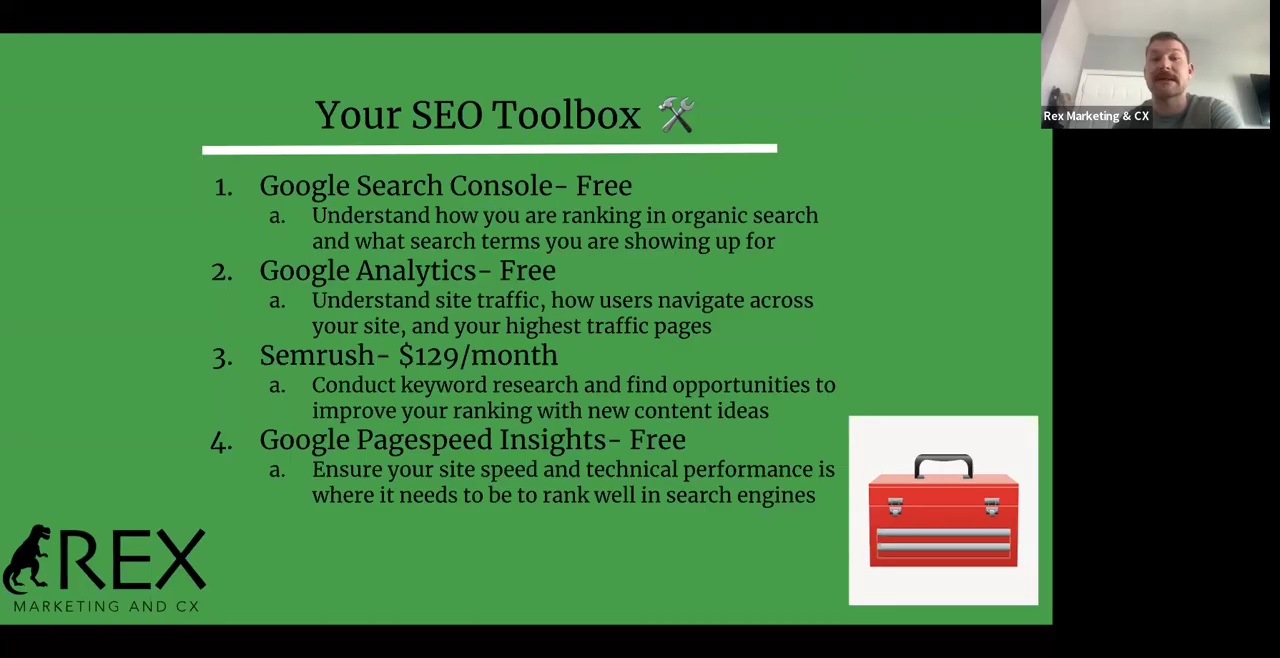 Your SEO Toolbox 🛠
Rex Marketing & CX
1. Google Search Console- Free
a. Understand how you are ranking in organic search
and what search terms you are showing up for
2. Google Analytics- Free
a. Understand site traffic, how users navigate across
your site, and your highest traffic pages
3. Semrush- $129/month
a. Conduct keyword research and find opportunities to
improve your ranking with new content ideas
4. Google Pagespeed Insights- Free
a. Ensure your site speed and technical performance is
where it needs to be to rank well in search engines
REX
MARKETING AND CX